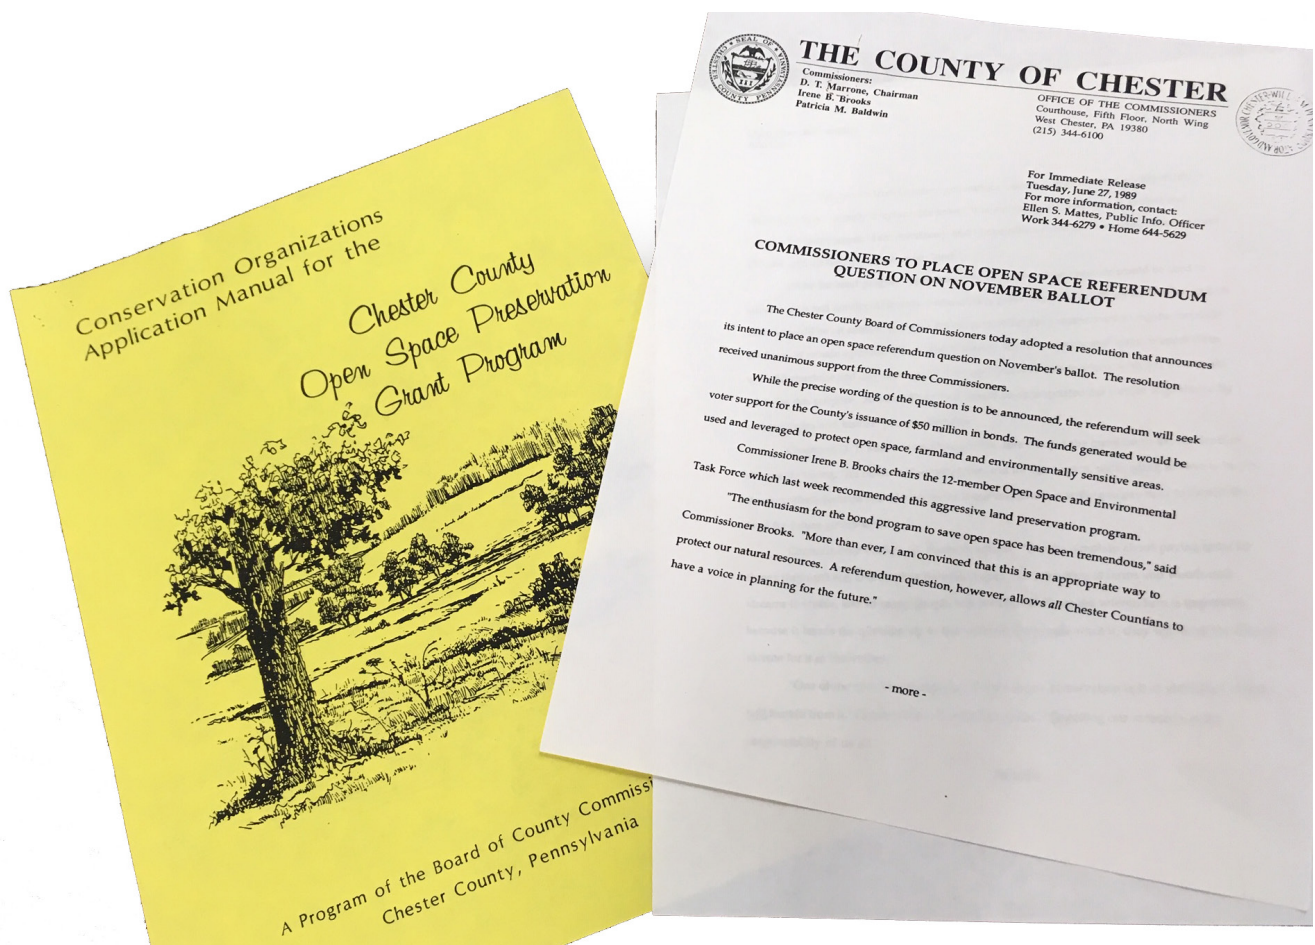 Conservation Organizations
Application Manual for the
Chester County
Open Space Preservation
Grant Program
A Program of the Board of County Commissi
Chester County, Pennsylvania
SEAL OF
CHESTER COUNTY PENNSYLVANIA
THE COUNTY OF CHESTER
Commissioners:
D. T. Marrone, Chairman
Irene B. Brooks
Patricia M. Baldwin
OFFICE OF THE COMMISSIONERS
Courthouse, Fifth Floor, North Wing
West Chester, PA 19380
(215) 344-6100
For Immediate Release
Tuesday, June 27, 1989
For more information, contact:
Ellen S. Mattes, Public Info. Officer
Work 344-6279 • Home 644-5629
COMMISSIONERS TO PLACE OPEN SPACE REFERENDUM
QUESTION ON NOVEMBER BALLOT
The Chester County Board of Commissioners today adopted a resolution that announces
its intent to place an open space referendum question on November's ballot. The resolution
received unanimous support from the three Commissioners.
While the precise wording of the question is to be announced, the referendum will seek
voter support for the County's issuance of $50 million in bonds. The funds generated would be
used and leveraged to protect open space, farmland and environmentally sensitive areas.
Commissioner Irene B. Brooks chairs the 12-member Open Space and Environmental
Task Force which last week recommended this aggressive land preservation program.
"The enthusiasm for the bond program to save open space has been tremendous," said
Commissioner Brooks. "More than ever, I am convinced that this is an appropriate way to
protect our natural resources. A referendum question, however, allows all Chester Countians to
have a voice in planning for the future."
- more -